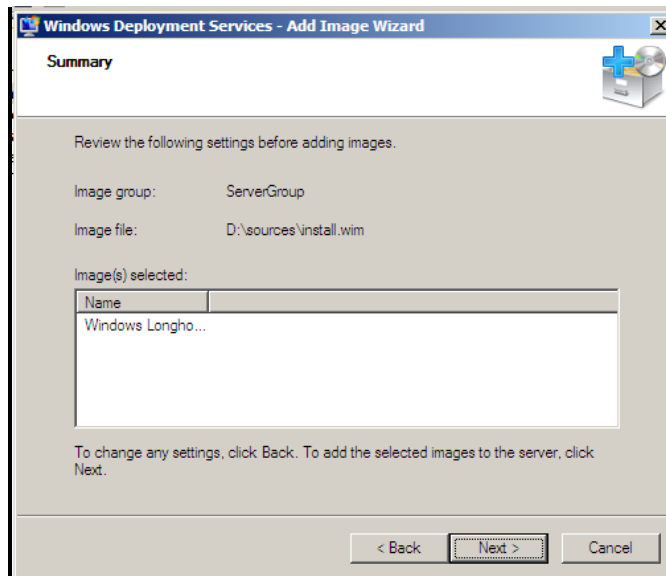 Windows Deployment Services - Add Image Wizard
Summary
Review the following settings before adding images.
Image group: ServerGroup
Image file: D:\sources\install.wim
Image(s) selected:
Name
Windows Longho...
To change any settings, click Back. To add the selected images to the server, click
Next.
< Back Next > Cancel